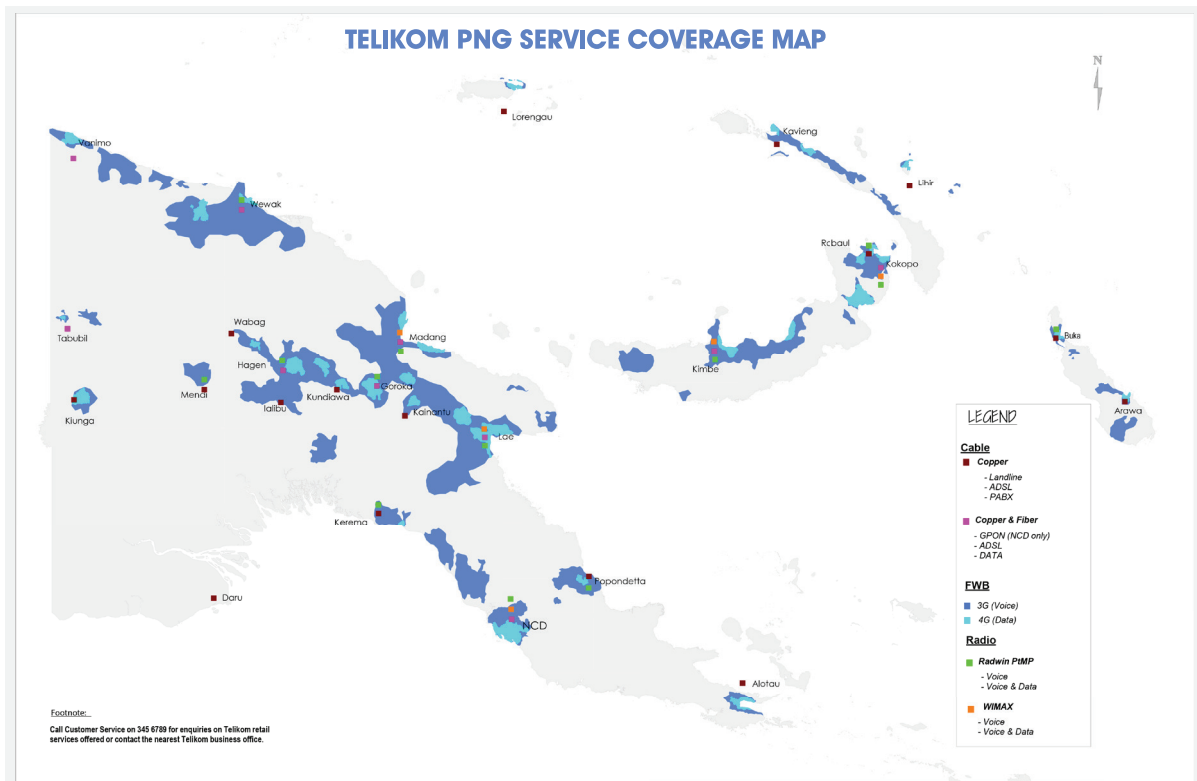 TELIKOM PNG SERVICE COVERAGE MAP
N
Lorengau
Kavieng
Vanimo
Lihir
Wewak
Rcbaul
Kokopo
Tabubil
Wabag
Madang
Buka
Hagen
Kimbe
Mendi
Goroka
Kundiawa
Ialibu
Kiunga
Kainantu
Arawa
Lae
Kerema
Popondetta
Daru
NCD
Alotau
LEGEND
Cable
Copper
- Landline
- ADSL
- PABX
Copper & Fiber
- GPON (NCD only)
- ADSL
- DATA
FWB
3G (Voice)
4G (Data)
Radio
Radwin PtMP
- Voice
- Voice & Data
WIMAX
- Voice
- Voice & Data
Footnote:
Call Customer Service on 345 6789 for enquiries on Telikom retail
services offered or contact the nearest Telikom business office.